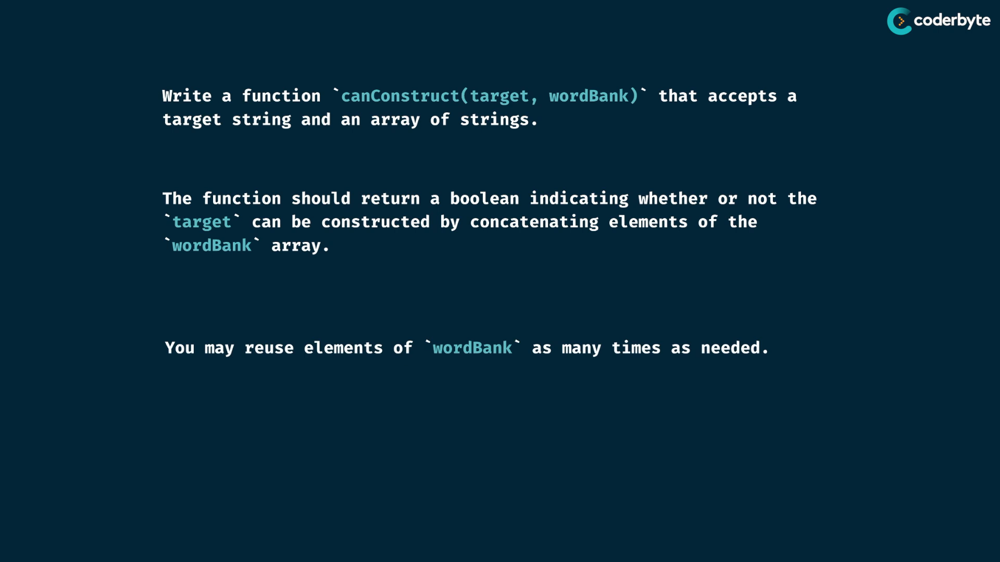 coderbyte
Write a function `canConstruct(target, wordBank)` that accepts a
target string and an array of strings.
The function should return a boolean indicating whether or not the
`target` can be constructed by concatenating elements of the
`wordBank` array.
You may reuse elements of `wordBank` as many times as needed.